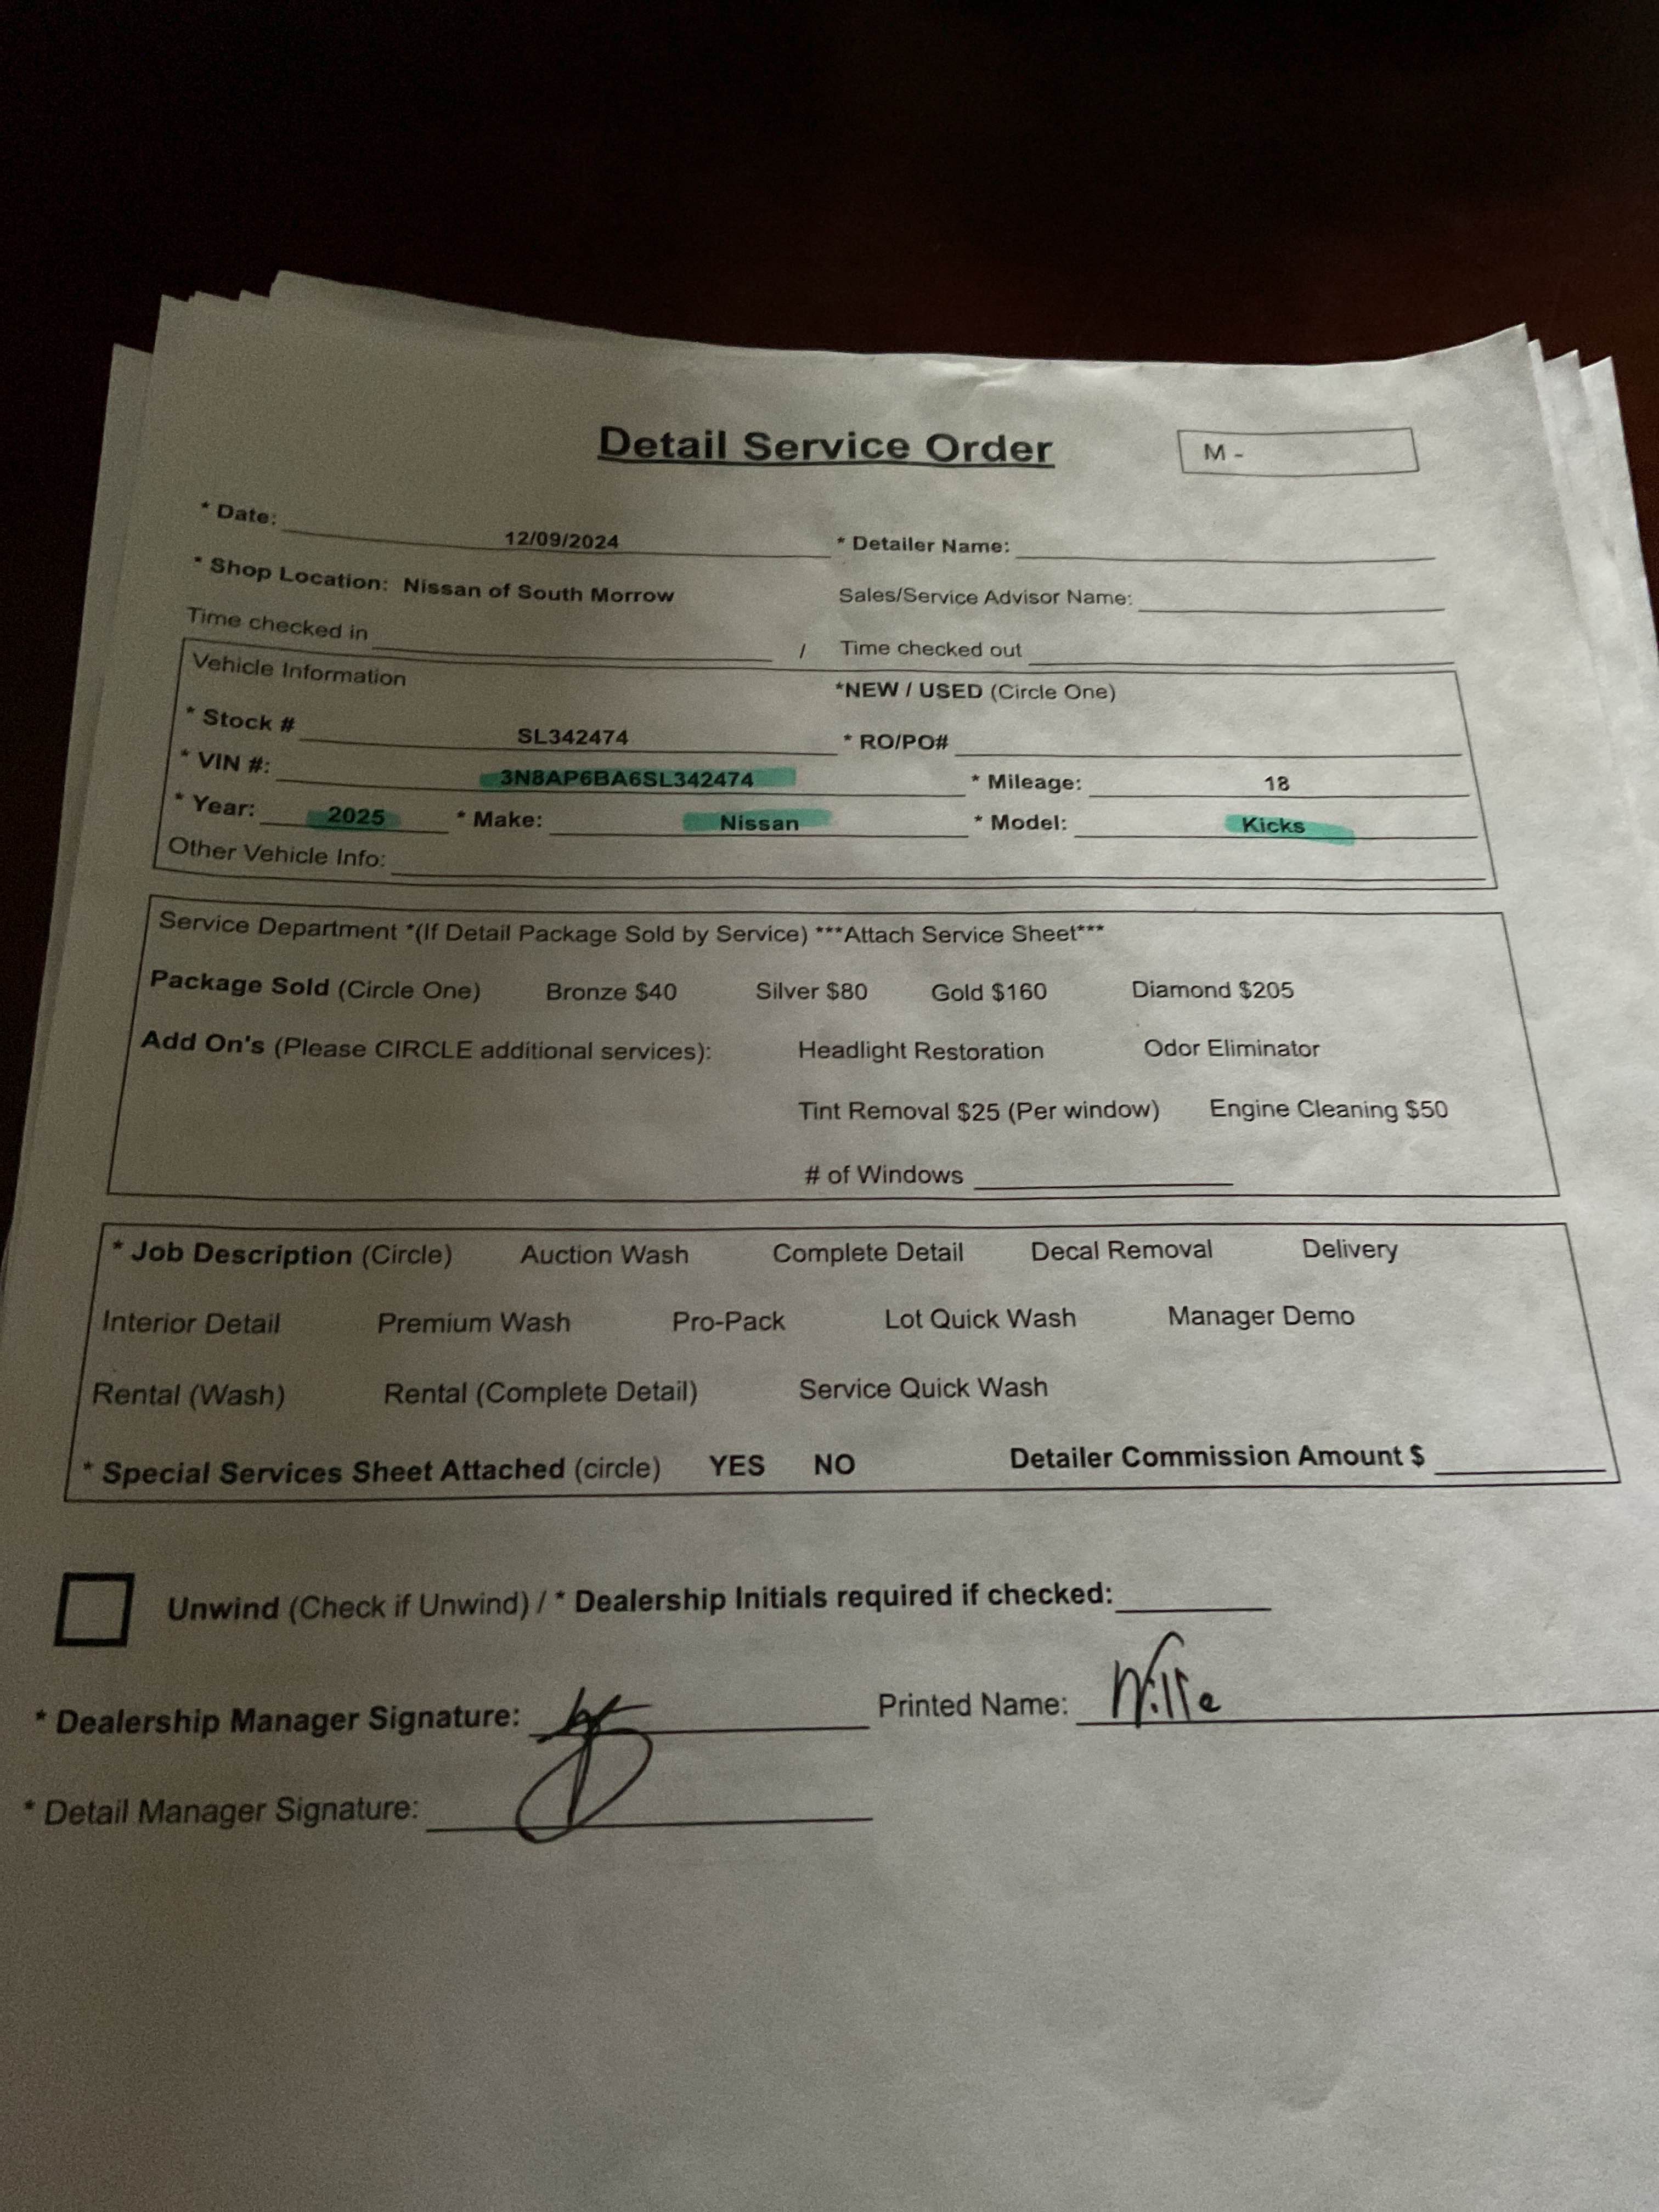 Detail Service Order
M -
* Date: 12/09/2024 * Detailer Name:
* Shop Location: Nissan of South Morrow Sales/Service Advisor Name:
Time checked in / Time checked out
Vehicle Information *NEW / USED (Circle One)
* Stock # SL342474 * RO/PO#
* VIN #: 3N8AP6BA6SL342474 * Mileage: 18
* Year: 2025 * Make: Nissan * Model: Kicks
Other Vehicle Info:
Service Department *(If Detail Package Sold by Service) ***Attach Service Sheet***
Package Sold (Circle One) Bronze $40 Silver $80 Gold $160 Diamond $205
Add On's (Please CIRCLE additional services): Headlight Restoration Odor Eliminator
Tint Removal $25 (Per window) Engine Cleaning $50
# of Windows
* Job Description (Circle) Auction Wash Complete Detail Decal Removal Delivery
Interior Detail Premium Wash Pro-Pack Lot Quick Wash Manager Demo
Rental (Wash) Rental (Complete Detail) Service Quick Wash
* Special Services Sheet Attached (circle) YES NO Detailer Commission Amount $
Unwind (Check if Unwind) / * Dealership Initials required if checked:
* Dealership Manager Signature: Printed Name:
* Detail Manager Signature: